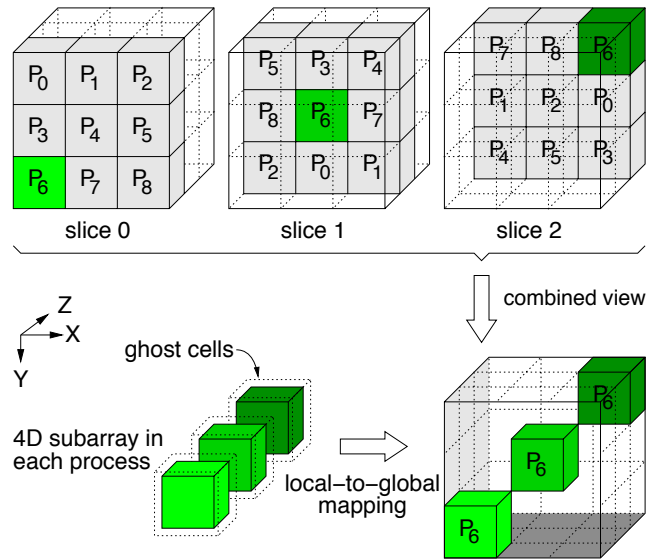 P0 P1 P2
P3 P4 P5
P6 P7 P8
slice 0
P5 P3 P4
P8 P6 P7
P2 P0 P1
slice 1
P7 P8 P6
P1 P2 P0
P4 P5 P3
slice 2
combined view
Z
X
Y
ghost cells
4D subarray in
each process
local–to–global
mapping
P6
P6
P6